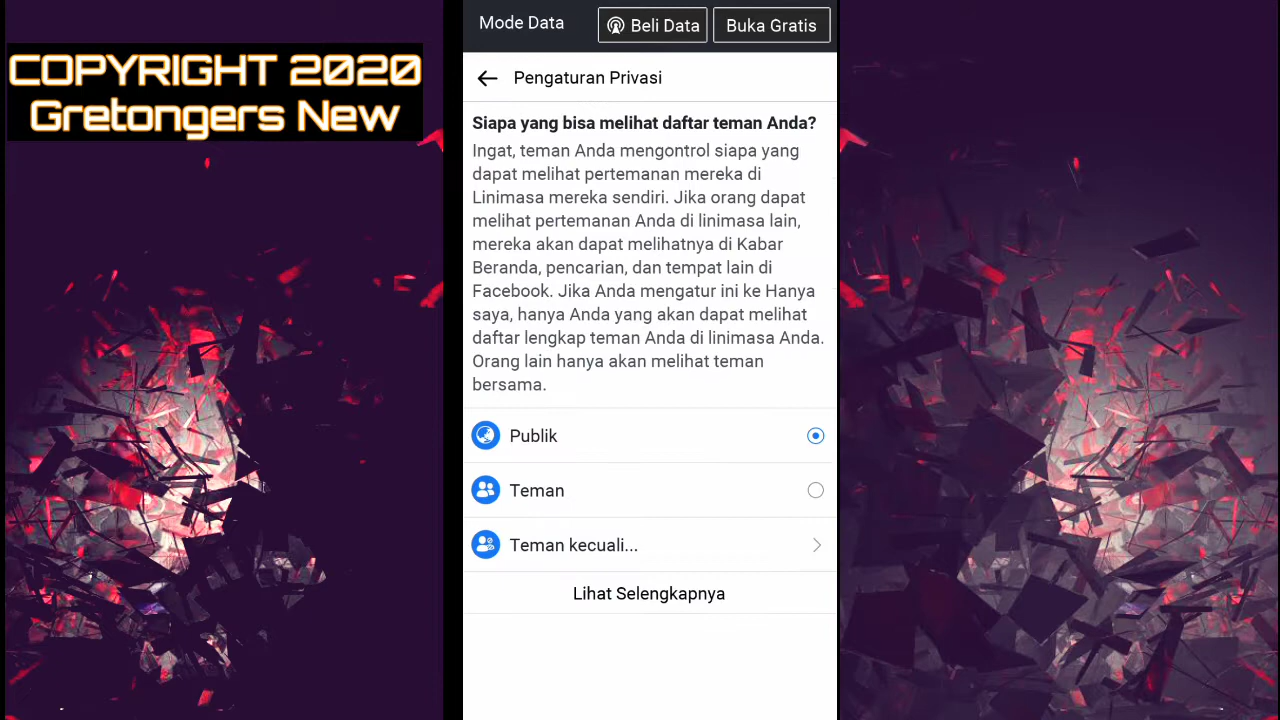 COPYRIGHT 2020
Gretongers New
Mode Data
Beli Data
Buka Gratis
Pengaturan Privasi
Siapa yang bisa melihat daftar teman Anda?
Ingat, teman Anda mengontrol siapa yang
dapat melihat pertemanan mereka di
Linimasa mereka sendiri. Jika orang dapat
melihat pertemanan Anda di linimasa lain,
mereka akan dapat melihatnya di Kabar
Beranda, pencarian, dan tempat lain di
Facebook. Jika Anda mengatur ini ke Hanya
saya, hanya Anda yang akan dapat melihat
daftar lengkap teman Anda di linimasa Anda.
Orang lain hanya akan melihat teman
bersama.
Publik
Teman
Teman kecuali...
Lihat Selengkapnya